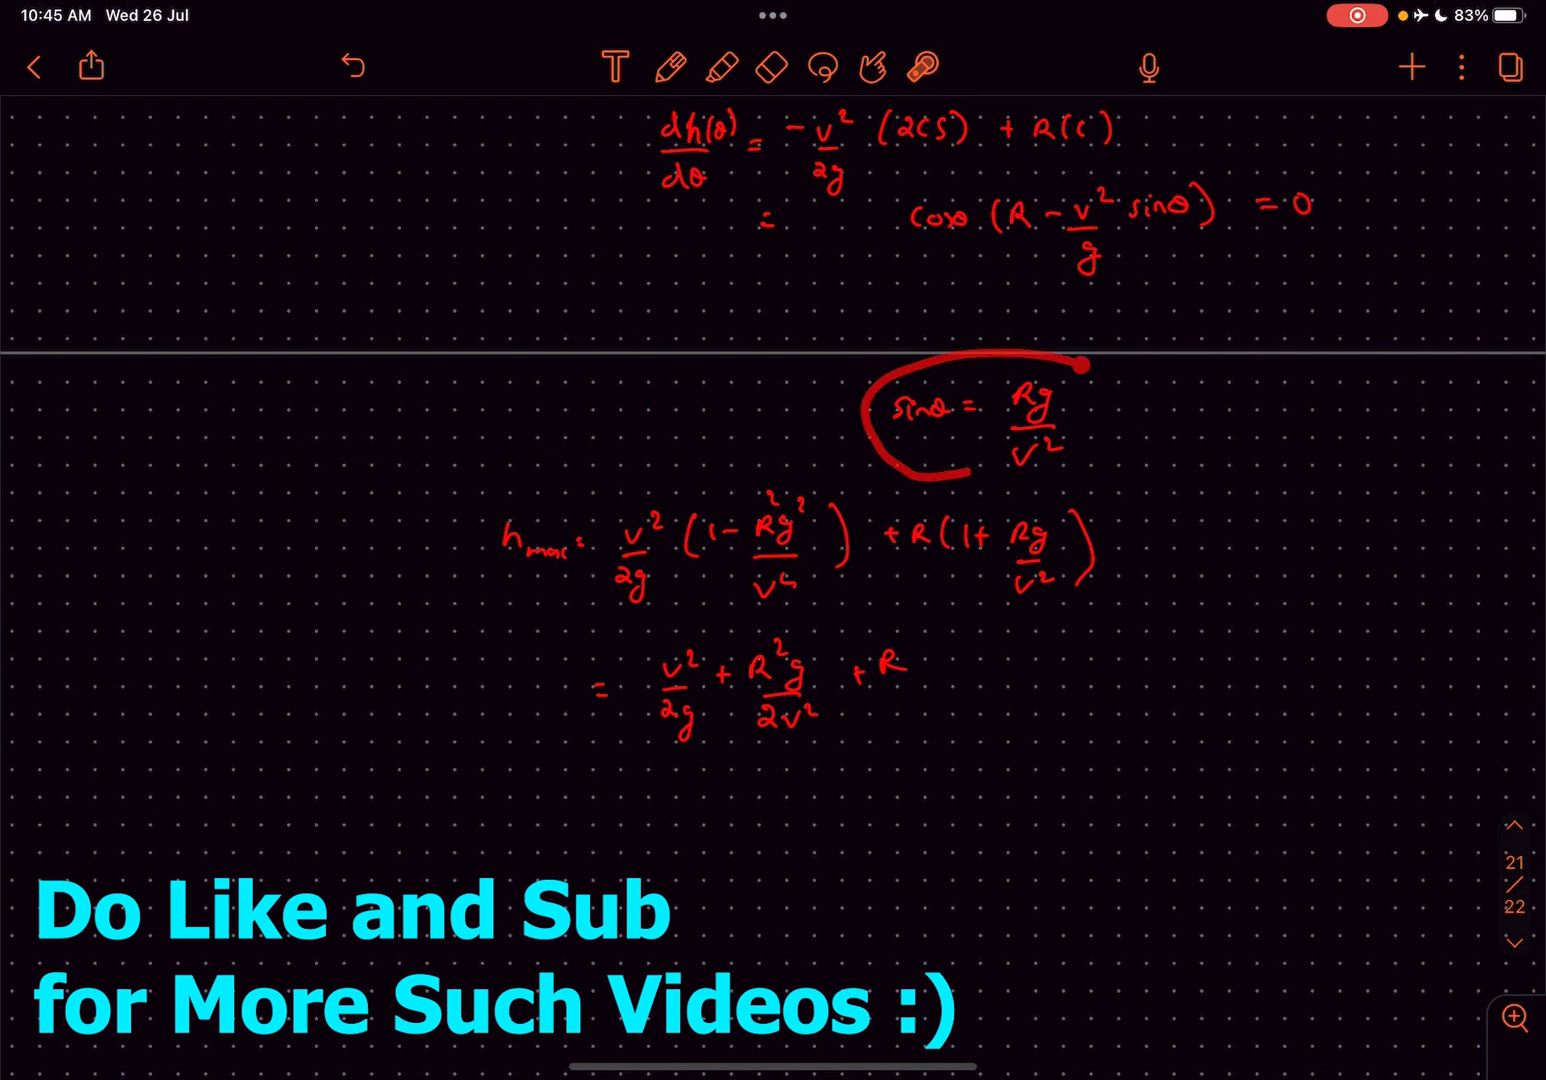 10:45 AM Wed 26 Jul
83%
dh(θ)/dθ = -v²/2g (2CS) + R(C)
= cosθ (R - v²/g sinθ) = 0
sinθ = Rg/v²
hmax = v²/2g (1 - R²g²/v⁴) + R(1 + Rg/v²)
= v²/2g + R²g/2v² + R
21
/
22
Do Like and Sub
for More Such Videos :)